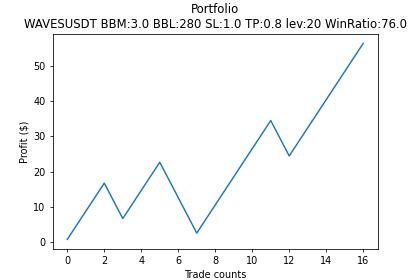 Portfolio
WAVESUSDT BBM:3.0 BBL:280 SL:1.0 TP:0.8 lev:20 WinRatio:76.0
Profit ($)
50
40
30
20
10
0
0 2 4 6 8 10 12 14 16
Trade counts